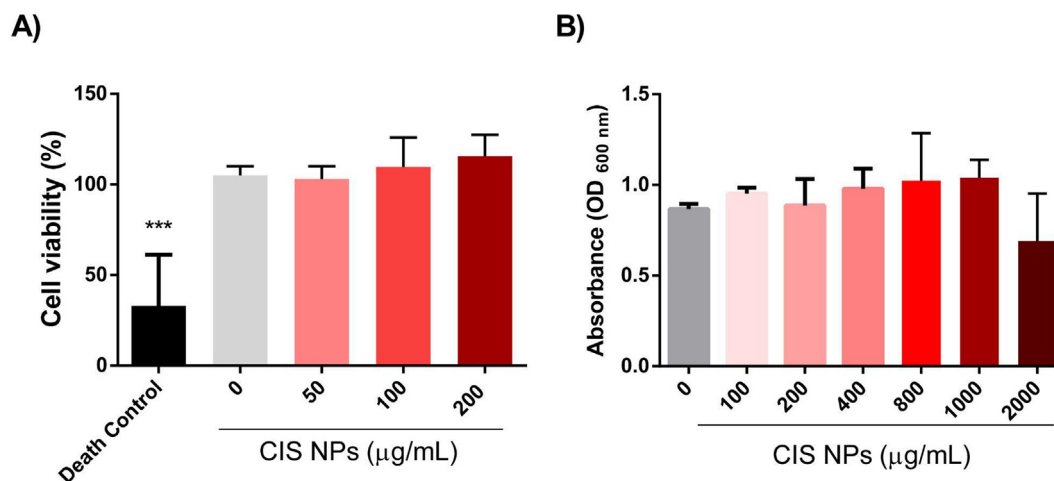 A)
B)
Cell viability (%)
150
100
50
0
***
Death Control
0
50
100
200
CIS NPs (μg/mL)
Absorbance (OD 600 nm)
1.5
1.0
0.5
0.0
0
100
200
400
800
1000
2000
CIS NPs (μg/mL)